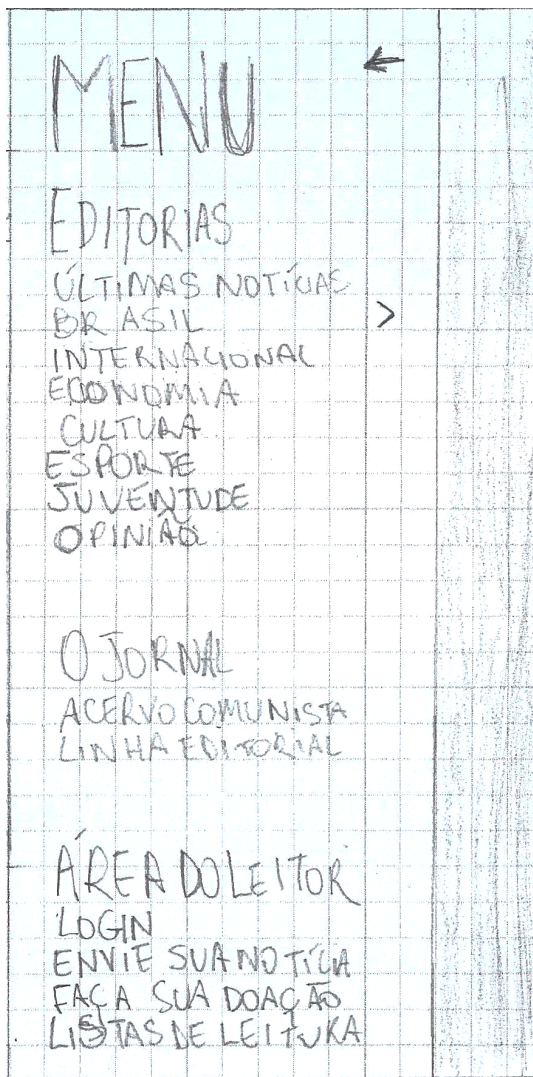 MENU
EDITORIAS
ÚLTIMAS NOTÍCIAS
BRASIL >
INTERNACIONAL
ECONOMIA
CULTURA
ESPORTE
JUVENTUDE
OPINIÃO
O JORNAL
ACERVO COMUNISTA
LINHA EDITORIAL
ÁREA DO LEITOR
LOGIN
ENVIE SUA NOTÍCIA
FAÇA SUA DOAÇÃO
LISTAS DE LEITURA